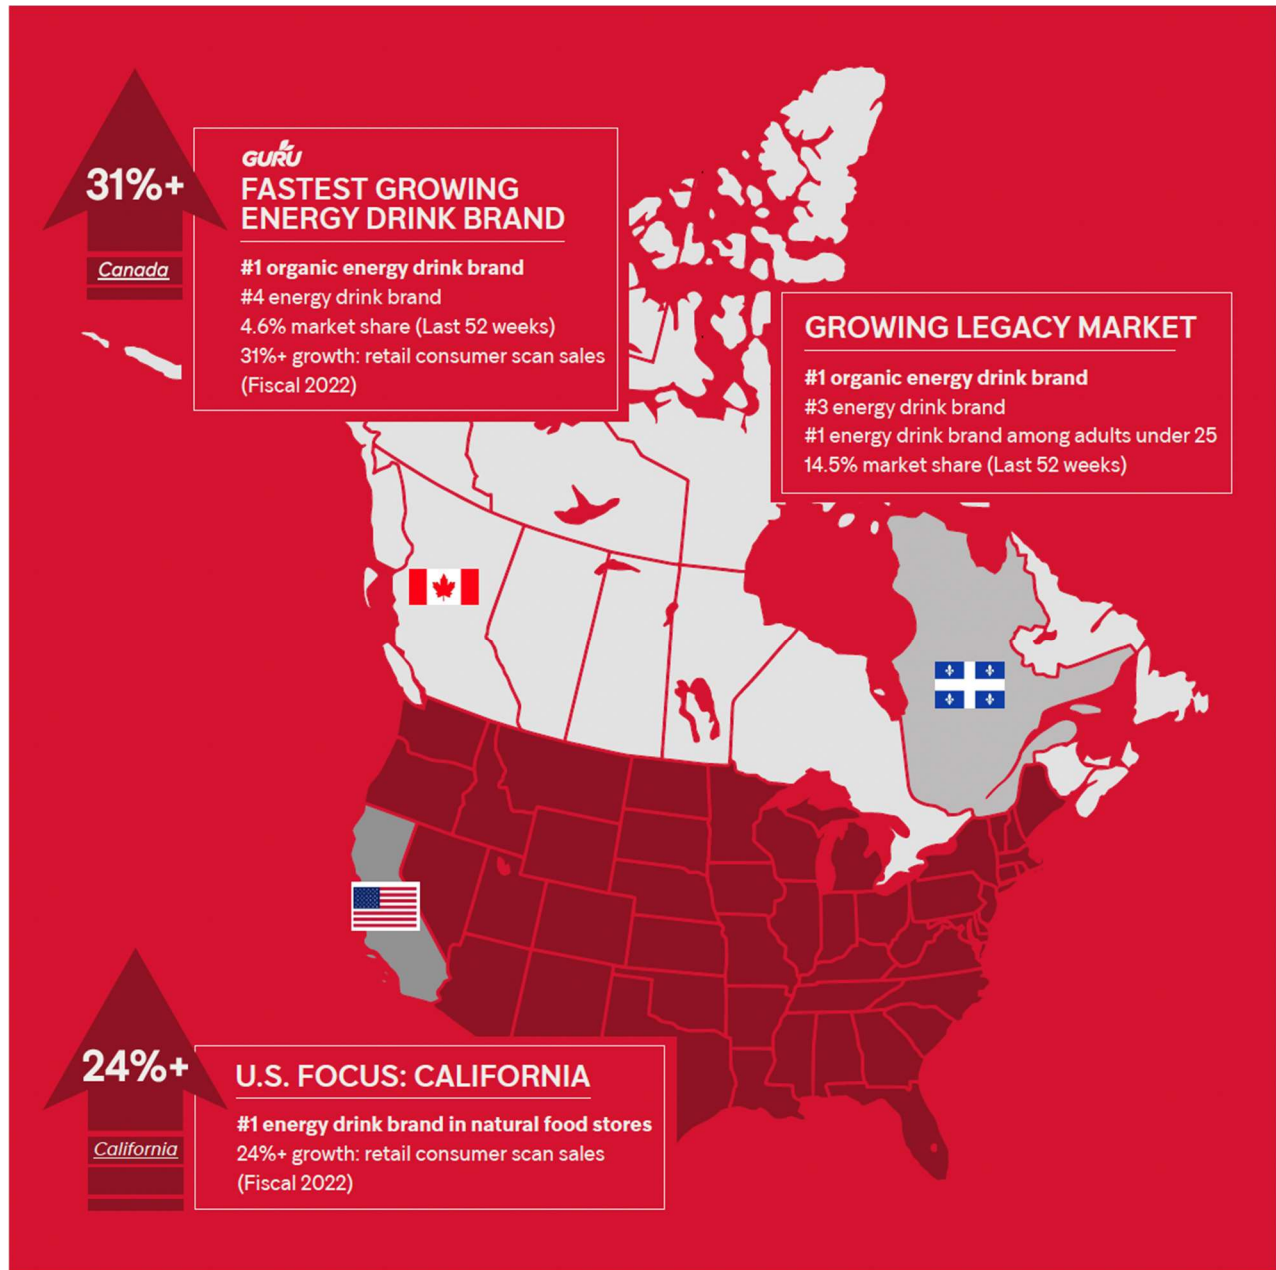 31%+
Canada
GURU
FASTEST GROWING
ENERGY DRINK BRAND
#1 organic energy drink brand
#4 energy drink brand
4.6% market share (Last 52 weeks)
31%+ growth: retail consumer scan sales
(Fiscal 2022)
GROWING LEGACY MARKET
#1 organic energy drink brand
#3 energy drink brand
#1 energy drink brand among adults under 25
14.5% market share (Last 52 weeks)
24%+
California
U.S. FOCUS: CALIFORNIA
#1 energy drink brand in natural food stores
24%+ growth: retail consumer scan sales
(Fiscal 2022)